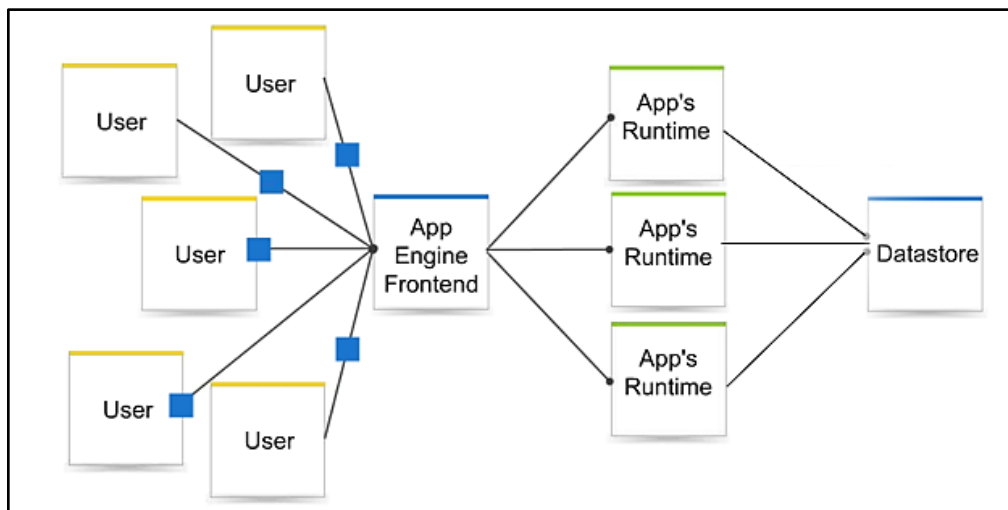 User
User
User
User
User
App
Engine
Frontend
App's
Runtime
App's
Runtime
App's
Runtime
Datastore